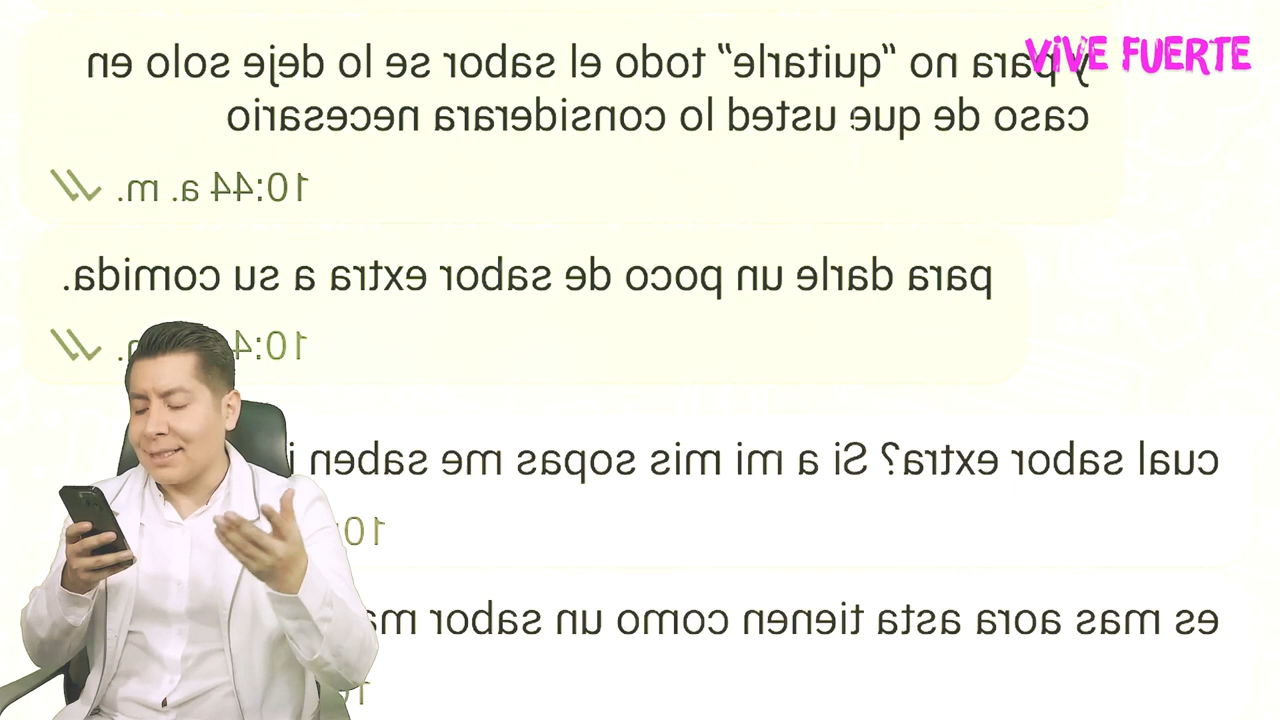 ViVE FUERTE
y para no “quitarle” todo el sabor se lo deje solo en
caso de que usted lo considerara necesario
10:44 a. m.
para darle un poco de sabor extra a su comida.
10:4
cual sabor extra? Si a mi mis sopas me saben
10:
es mas aora asta tienen como un sabor